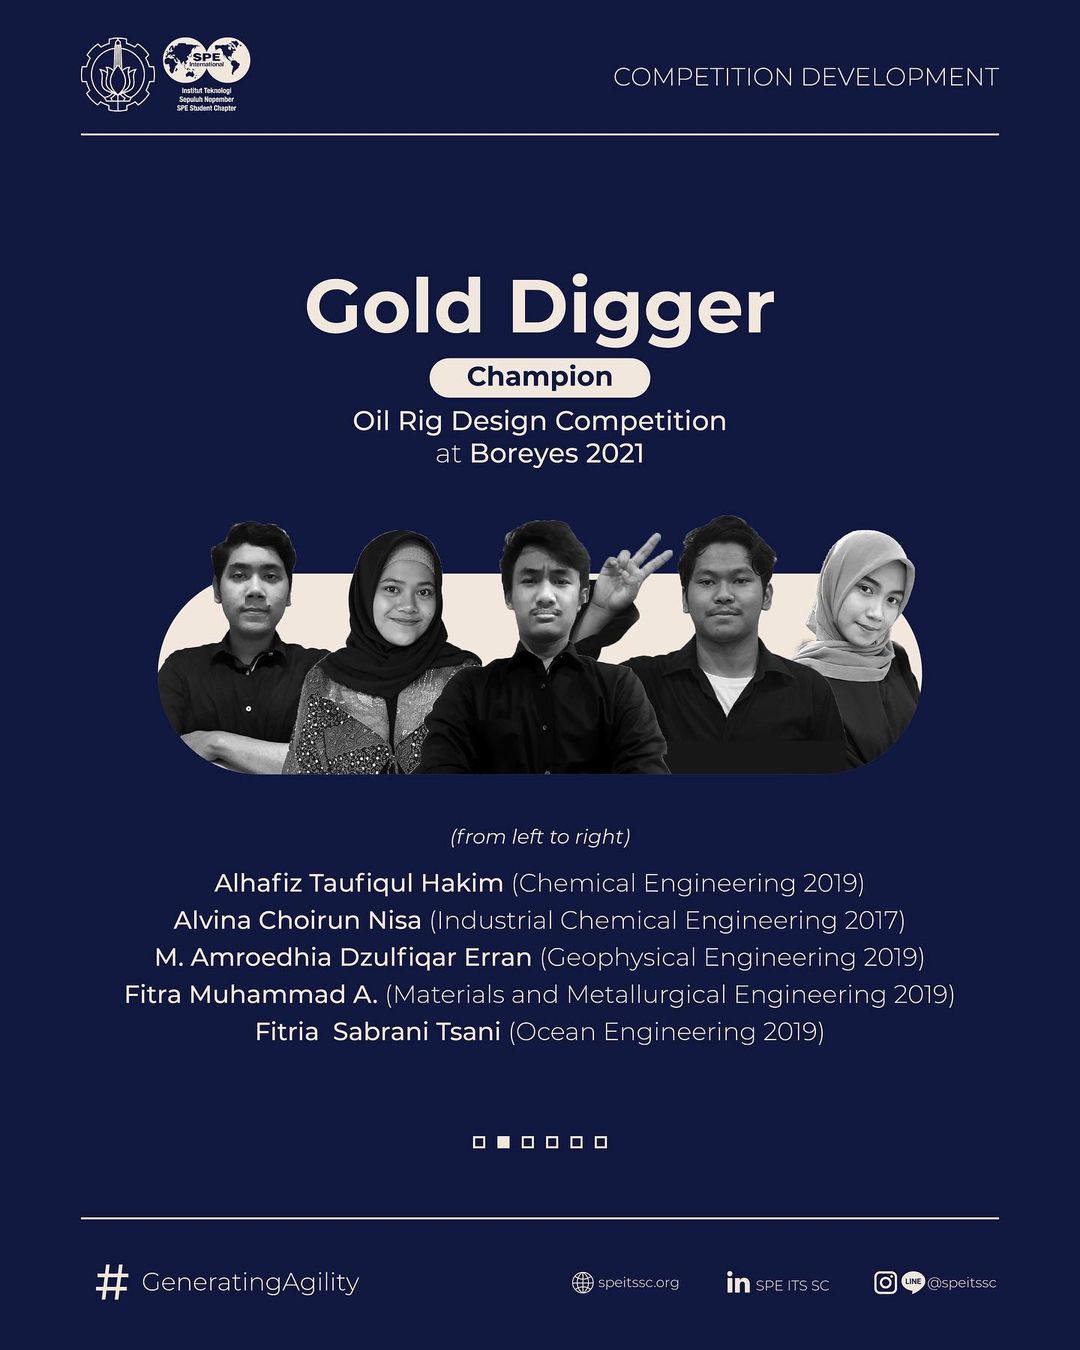 SPE
International
Institut Teknologi
Sepuluh Nopember
SPE Student Chapter
COMPETITION DEVELOPMENT
Gold Digger
Champion
Oil Rig Design Competition
at Boreyes 2021
(from left to right)
Alhafiz Taufiqul Hakim (Chemical Engineering 2019)
Alvina Choirun Nisa (Industrial Chemical Engineering 2017)
M. Amroedhia Dzulfiqar Erran (Geophysical Engineering 2019)
Fitra Muhammad A. (Materials and Metallurgical Engineering 2019)
Fitria  Sabrani Tsani (Ocean Engineering 2019)
# GeneratingAgility
speitssc.org
in SPE ITS SC
LINE @speitssc